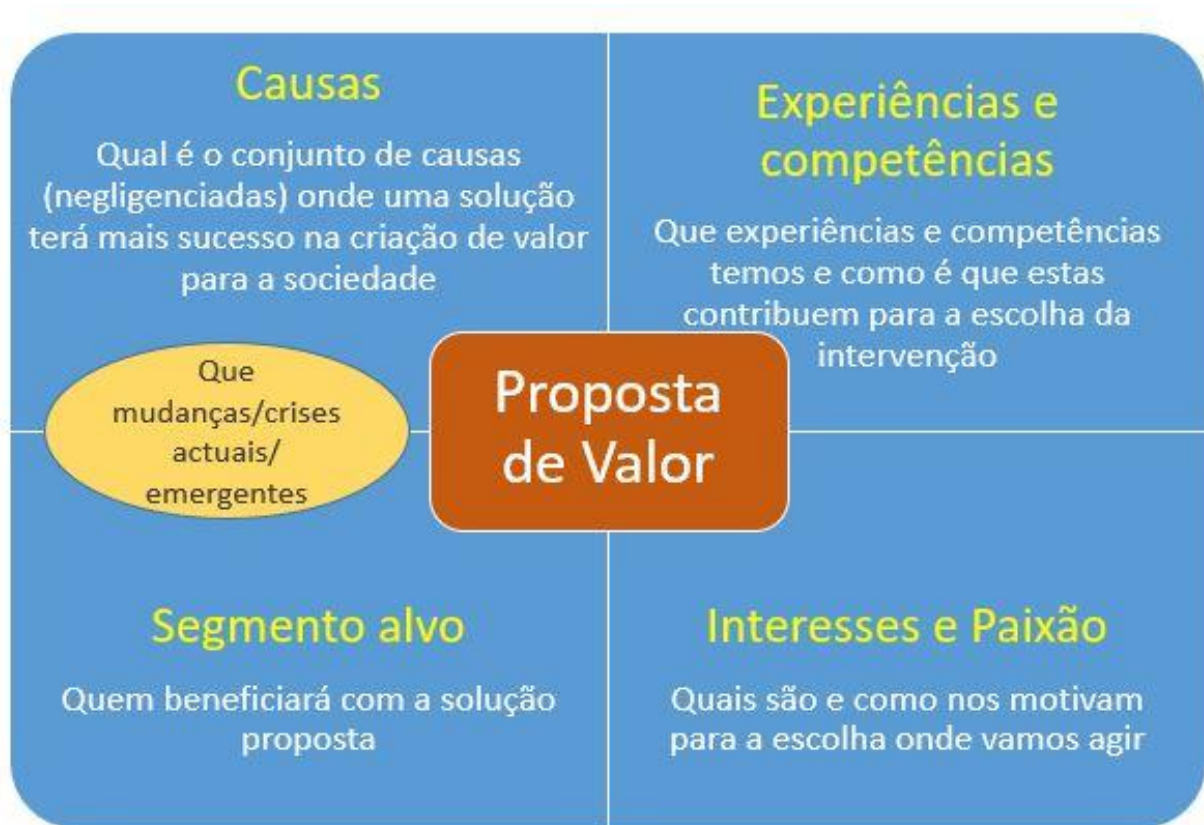 Causas
Qual é o conjunto de causas
(negligenciadas) onde uma solução
terá mais sucesso na criação de valor
para a sociedade
Experiências e
competências
Que experiências e competências
temos e como é que estas
contribuem para a escolha da
intervenção
Que
mudanças/crises
actuais/
emergentes
Proposta
de Valor
Segmento alvo
Quem beneficiará com a solução
proposta
Interesses e Paixão
Quais são e como nos motivam
para a escolha onde vamos agir